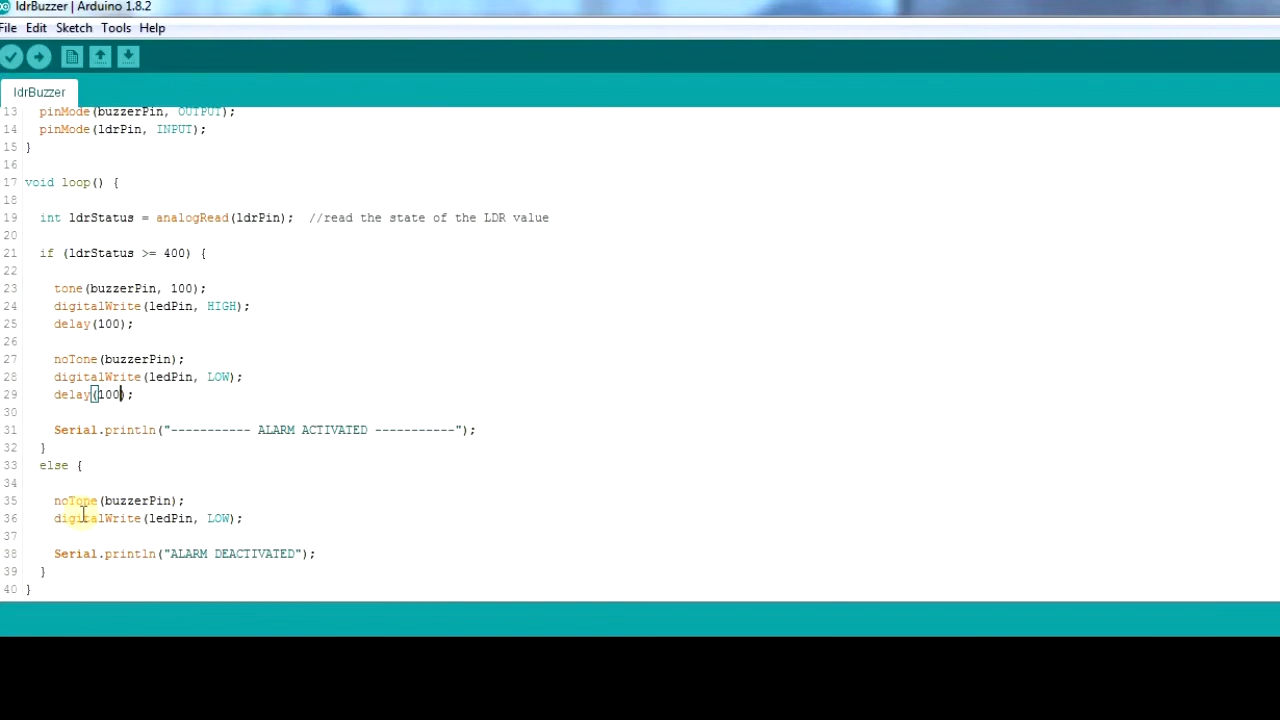 ldrBuzzer | Arduino 1.8.2
File Edit Sketch Tools Help
ldrBuzzer
13 pinMode(buzzerPin, OUTPUT);
14 pinMode(ldrPin, INPUT);
15 }
16
17 void loop() {
18
19 int ldrStatus = analogRead(ldrPin); //read the state of the LDR value
20
21 if (ldrStatus >= 400) {
22
23 tone(buzzerPin, 100);
24 digitalWrite(ledPin, HIGH);
25 delay(100);
26
27 noTone(buzzerPin);
28 digitalWrite(ledPin, LOW);
29 delay(100);
30
31 Serial.println("----------- ALARM ACTIVATED -----------");
32 }
33 else {
34
35 noTone(buzzerPin);
36 digitalWrite(ledPin, LOW);
37
38 Serial.println("ALARM DEACTIVATED");
39 }
40 }